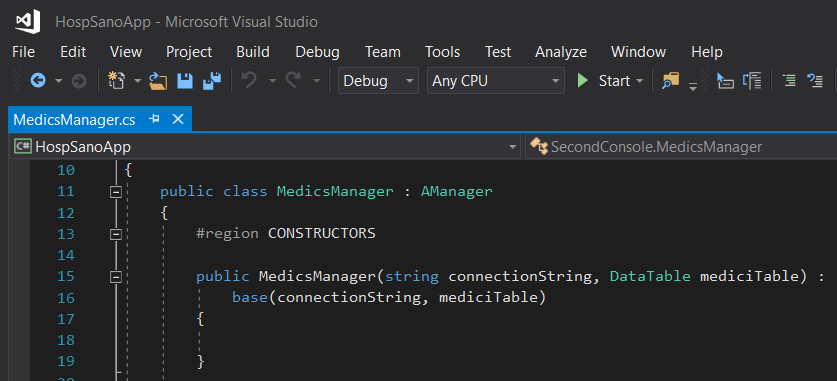 HospSanoApp - Microsoft Visual Studio
File Edit View Project Build Debug Team Tools Test Analyze Window Help
Debug Any CPU Start
MedicsManager.cs
C# HospSanoApp SecondConsole.MedicsManager
10 {
11 public class MedicsManager : AManager
12 {
13 #region CONSTRUCTORS
14
15 public MedicsManager(string connectionString, DataTable mediciTable) :
16 base(connectionString, mediciTable)
17 {
18
19 }